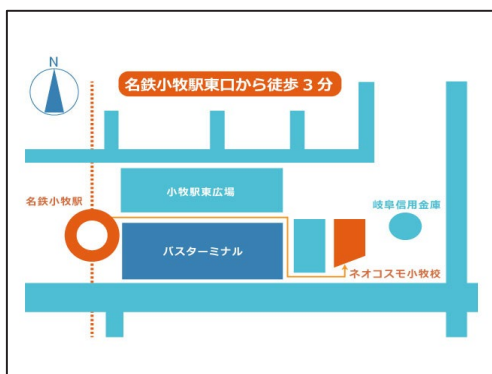 N
名鉄小牧駅東口から徒歩3分
小牧駅東広場
名鉄小牧駅
岐阜信用金庫
バスターミナル
ネオコスモ小牧校